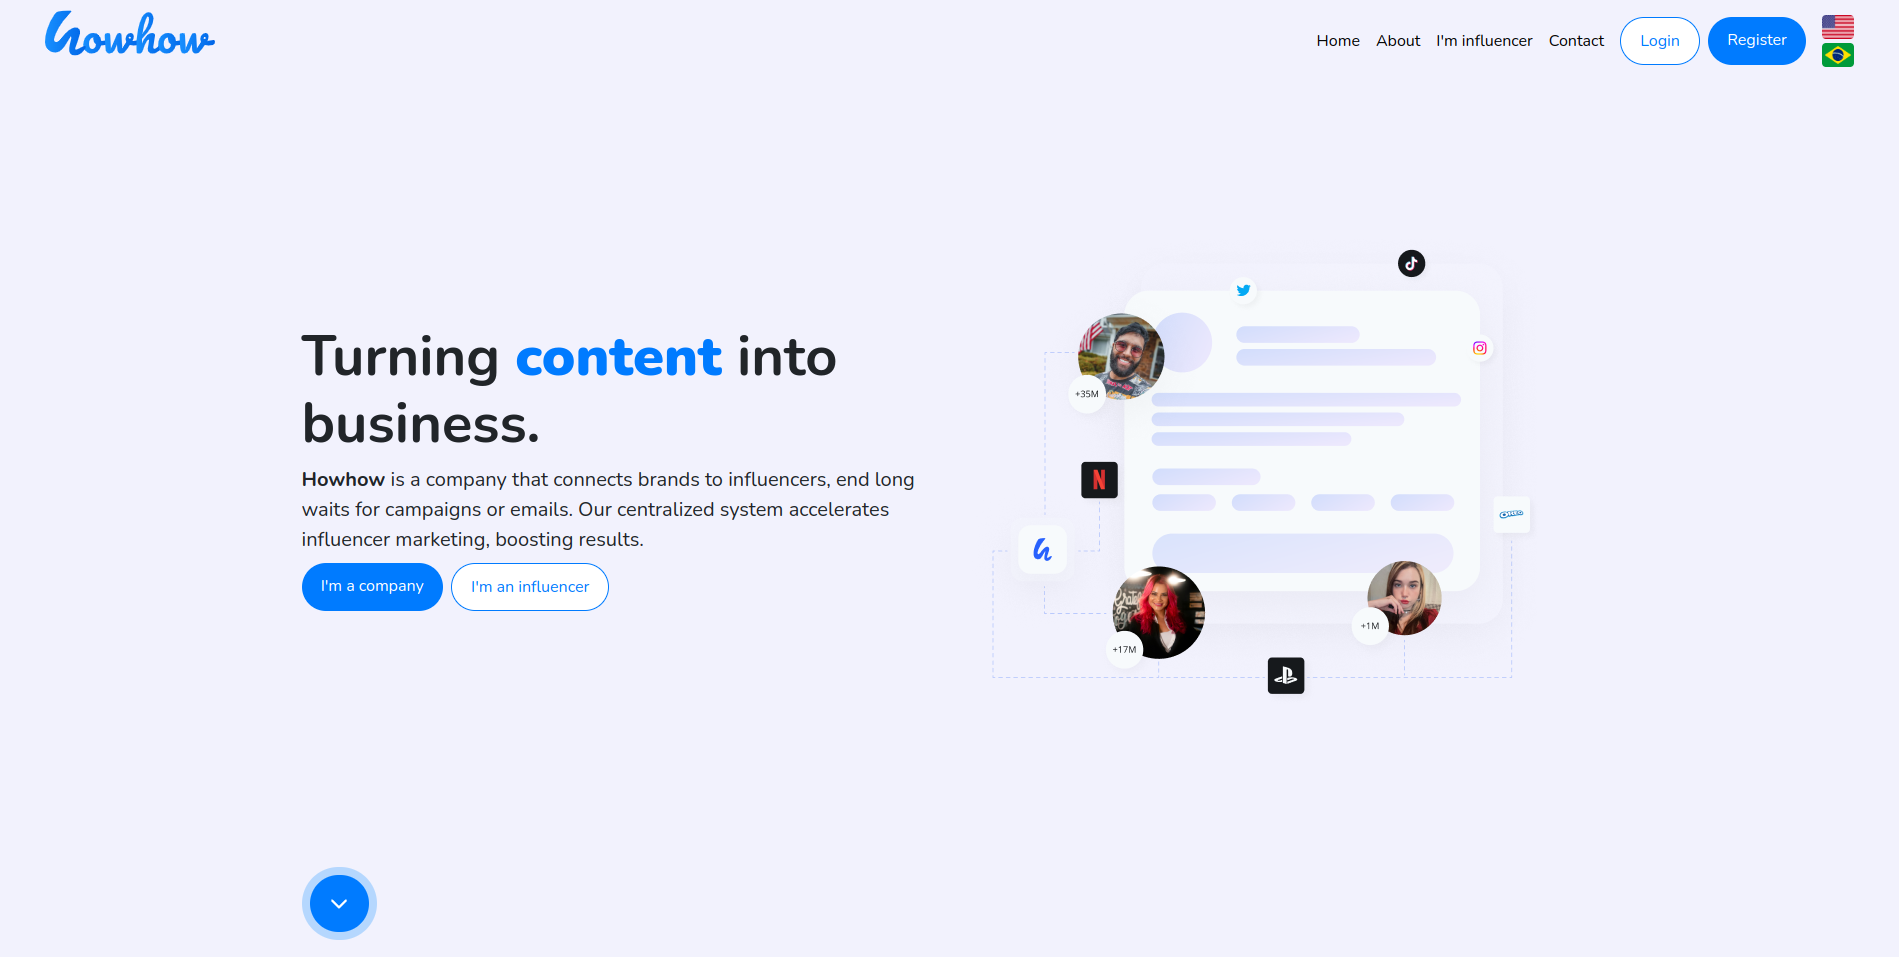 Howhow
Home About I'm influencer Contact Login Register
Turning content into
business.
Howhow is a company that connects brands to influencers, end long
waits for campaigns or emails. Our centralized system accelerates
influencer marketing, boosting results.
I'm a company I'm an influencer
+35M
N
OREO
+17M
+1M